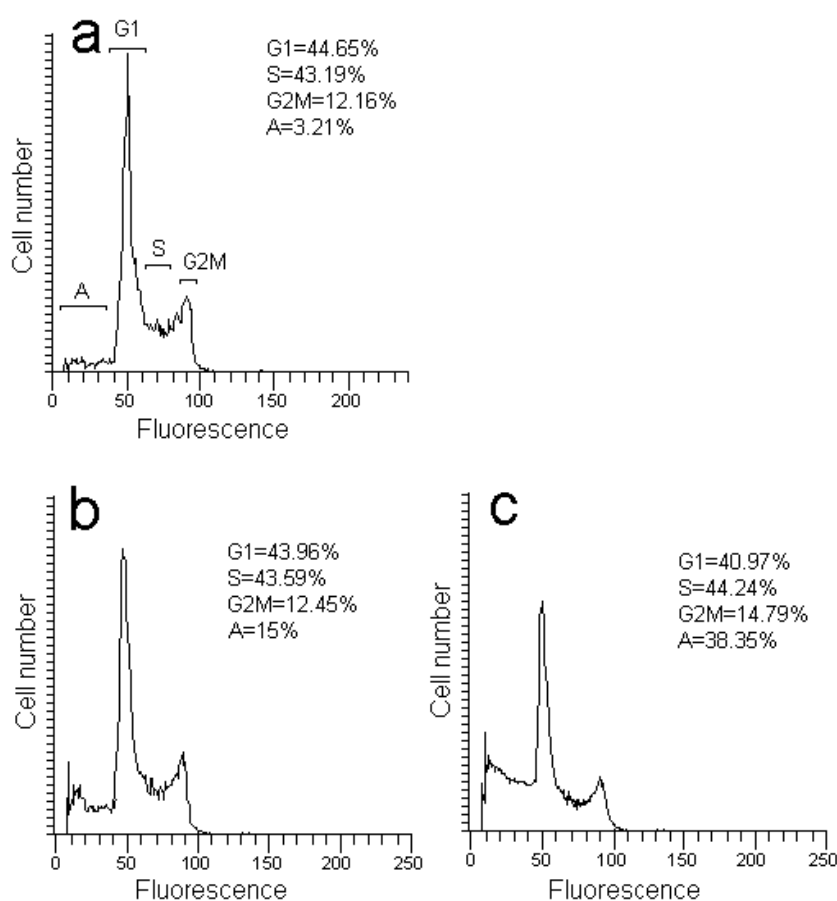 a
G1
G1=44.65%
S=43.19%
G2M=12.16%
A=3.21%
S
G2M
A
Cell number
0 50 100 150 200
Fluorescence
b
G1=43.96%
S=43.59%
G2M=12.45%
A=15%
Cell number
0 50 100 150 200 250
Fluorescence
c
G1=40.97%
S=44.24%
G2M=14.79%
A=38.35%
Cell number
0 50 100 150 200 250
Fluorescence